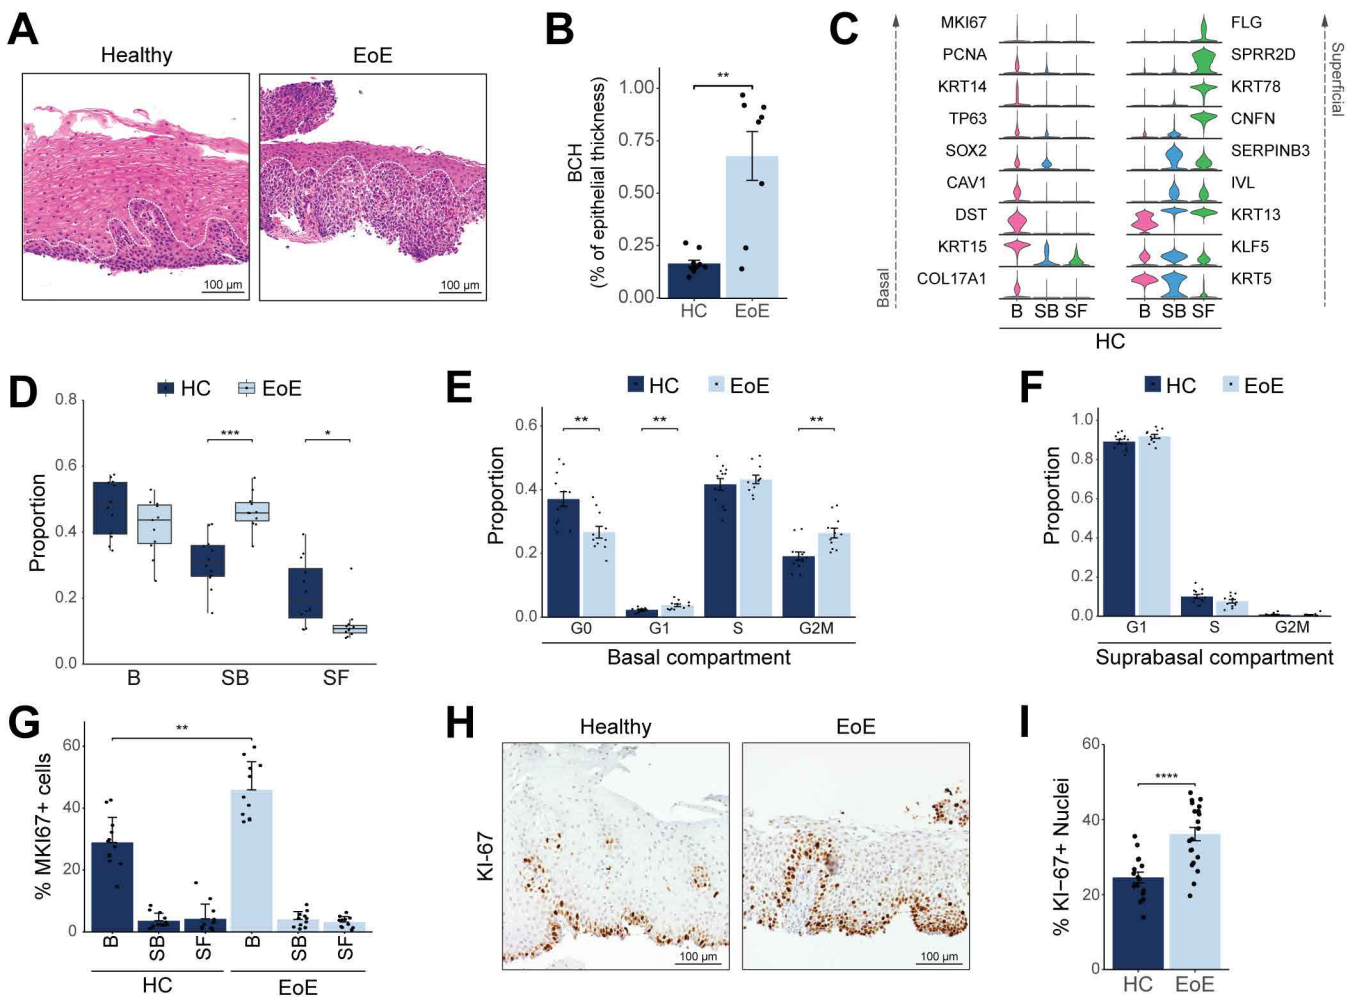 A
Healthy
EoE
100 µm
100 µm
B
BCH
(% of epithelial thickness)
1.00
0.75
0.50
0.25
0.00
**
HC
EoE
C
Basal
MKI67
PCNA
KRT14
TP63
SOX2
CAV1
DST
KRT15
COL17A1
FLG
SPRR2D
KRT78
CNFN
SERPINB3
IVL
KRT13
KLF5
KRT5
Superficial
B SB SF
B SB SF
HC
D
HC
EoE
Proportion
0.8
0.6
0.4
0.2
0.0
***
*
B
SB
SF
E
HC
EoE
Proportion
0.6
0.4
0.2
0.0
**
**
**
G0
G1
S
G2M
Basal compartment
F
HC
EoE
Proportion
1.0
0.8
0.6
0.4
0.2
0.0
G1
S
G2M
Suprabasal compartment
G
% MKI67+ cells
60
40
20
0
**
B
SB
SF
B
SB
SF
HC
EoE
H
Healthy
EoE
KI-67
100 µm
100 µm
I
% KI−67+ Nuclei
60
40
20
0
****
HC
EoE